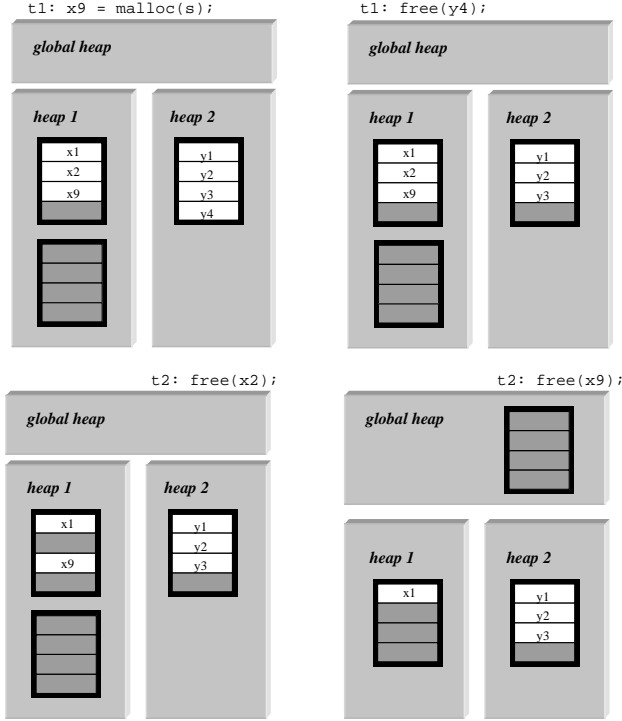 t1: x9 = malloc(s);
global heap
heap 1
x1
x2
x9
heap 2
y1
y2
y3
y4
t1: free(y4);
global heap
heap 1
x1
x2
x9
heap 2
y1
y2
y3
t2: free(x2);
global heap
heap 1
x1
x9
heap 2
y1
y2
y3
t2: free(x9);
global heap
heap 1
x1
heap 2
y1
y2
y3